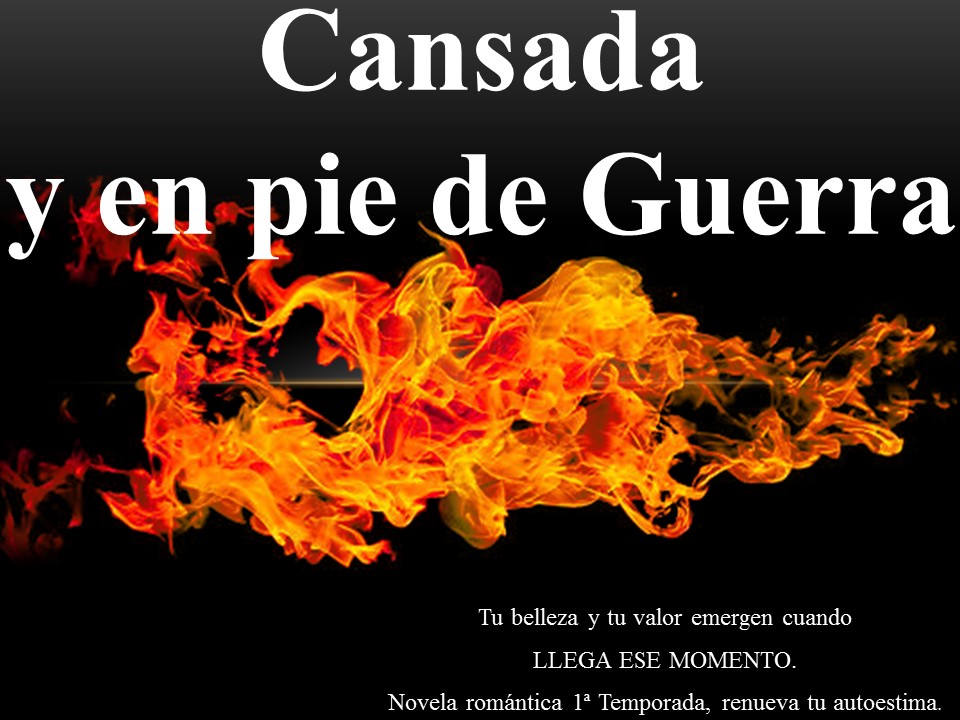 Cansada
y en pie de Guerra
Tu belleza y tu valor emergen cuando
LLEGA ESE MOMENTO.
Novela romántica 1ª Temporada, renueva tu autoestima.